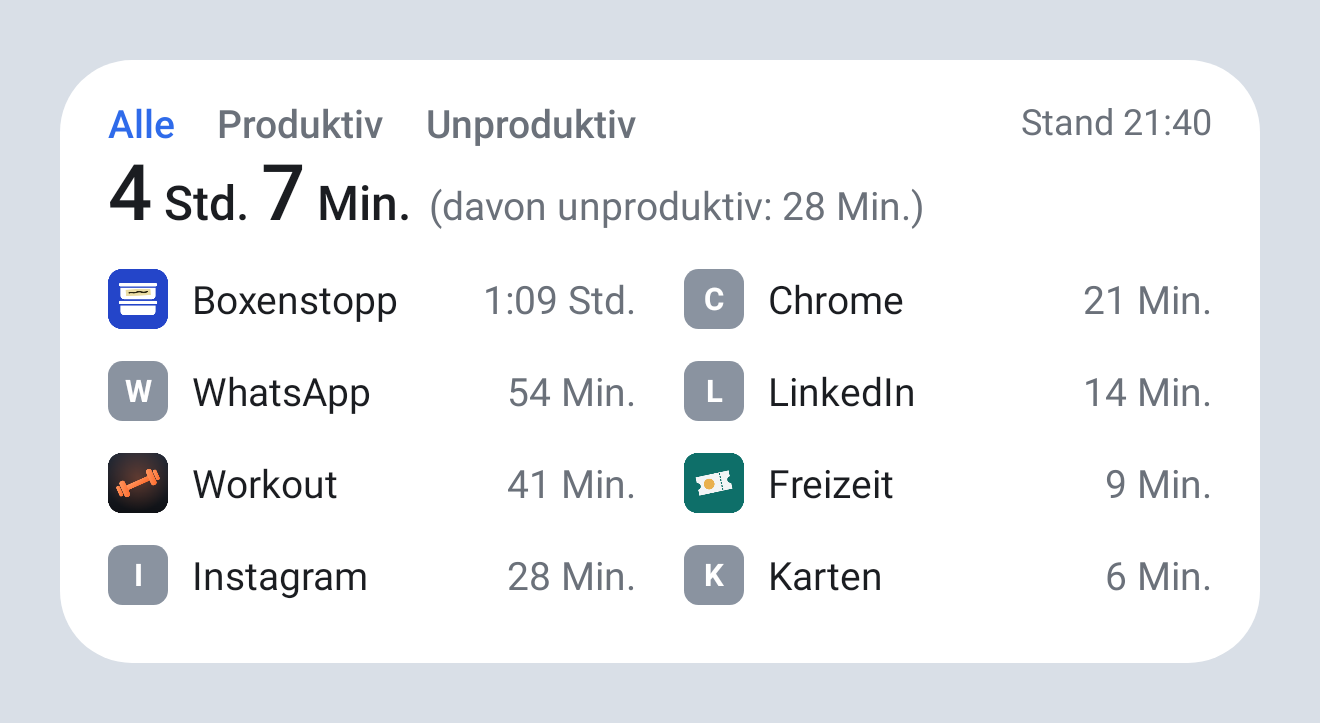 Alle Produktiv Unproduktiv Stand 21:40
4 Std. 7 Min. (davon unproduktiv: 28 Min.)
Boxenstopp 1:09 Std. C Chrome 21 Min.
W WhatsApp 54 Min. L LinkedIn 14 Min.
Workout 41 Min. Freizeit 9 Min.
I Instagram 28 Min. K Karten 6 Min.